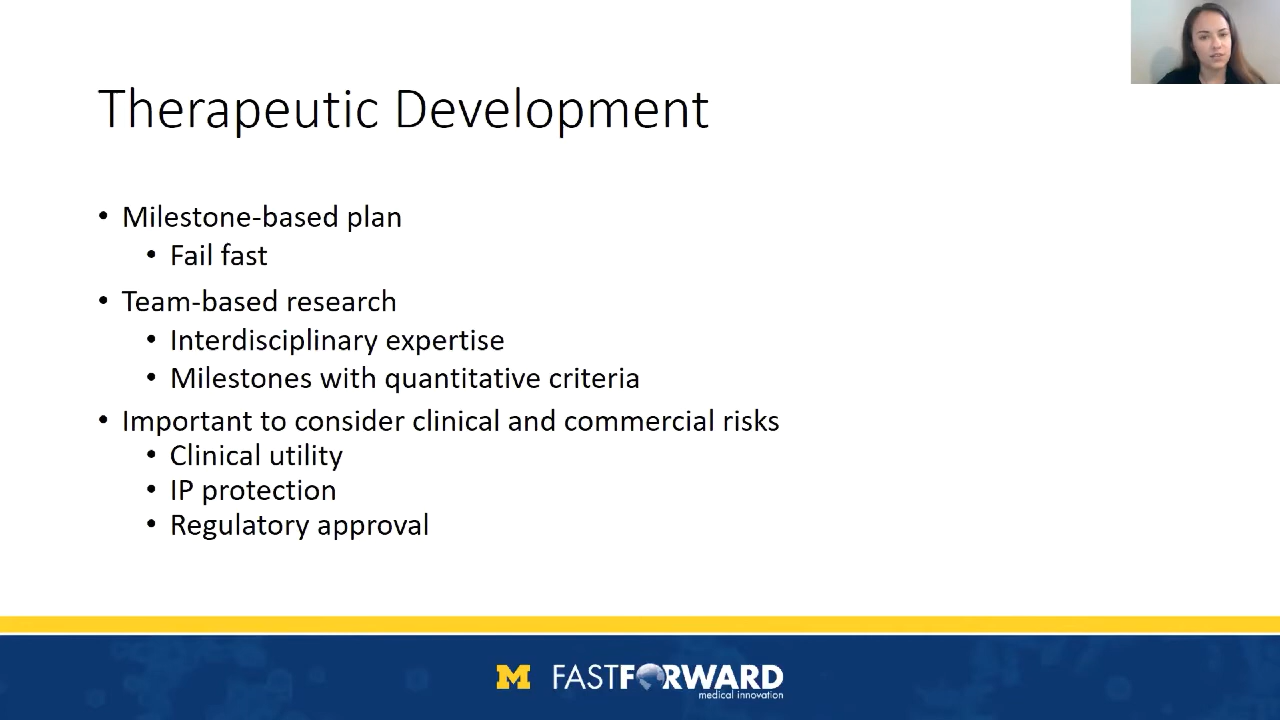 Therapeutic Development
• Milestone-based plan
• Fail fast
• Team-based research
• Interdisciplinary expertise
• Milestones with quantitative criteria
• Important to consider clinical and commercial risks
• Clinical utility
• IP protection
• Regulatory approval
M FASTFORWARD
medical innovation